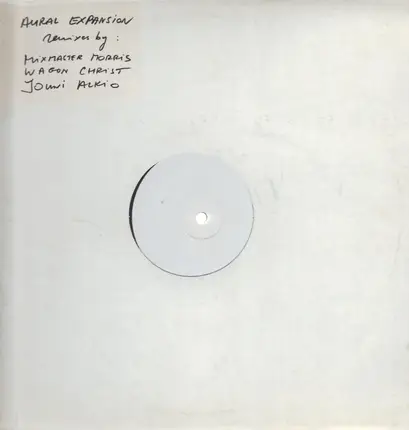 AURAL EXPANSION
remixes by :
MIXMASTER MORRIS
WAGON CHRIST
JOUNI ALKIO